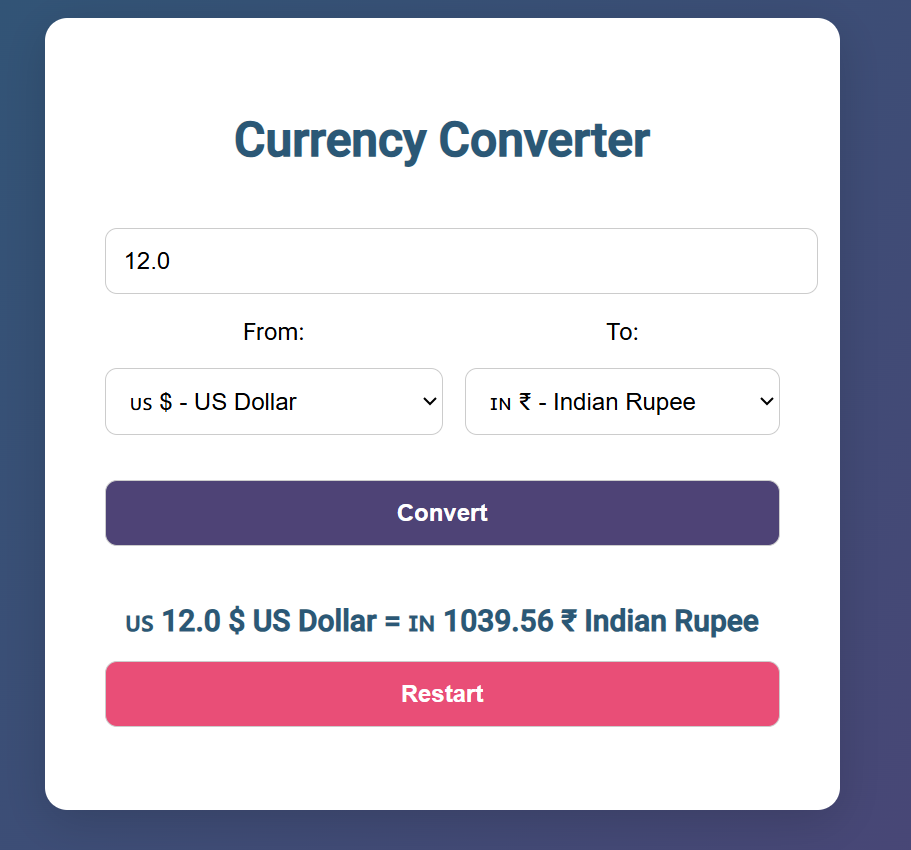 Currency Converter
12.0
From: To:
US $ - US Dollar IN ₹ - Indian Rupee
Convert
US 12.0 $ US Dollar = IN 1039.56 ₹ Indian Rupee
Restart